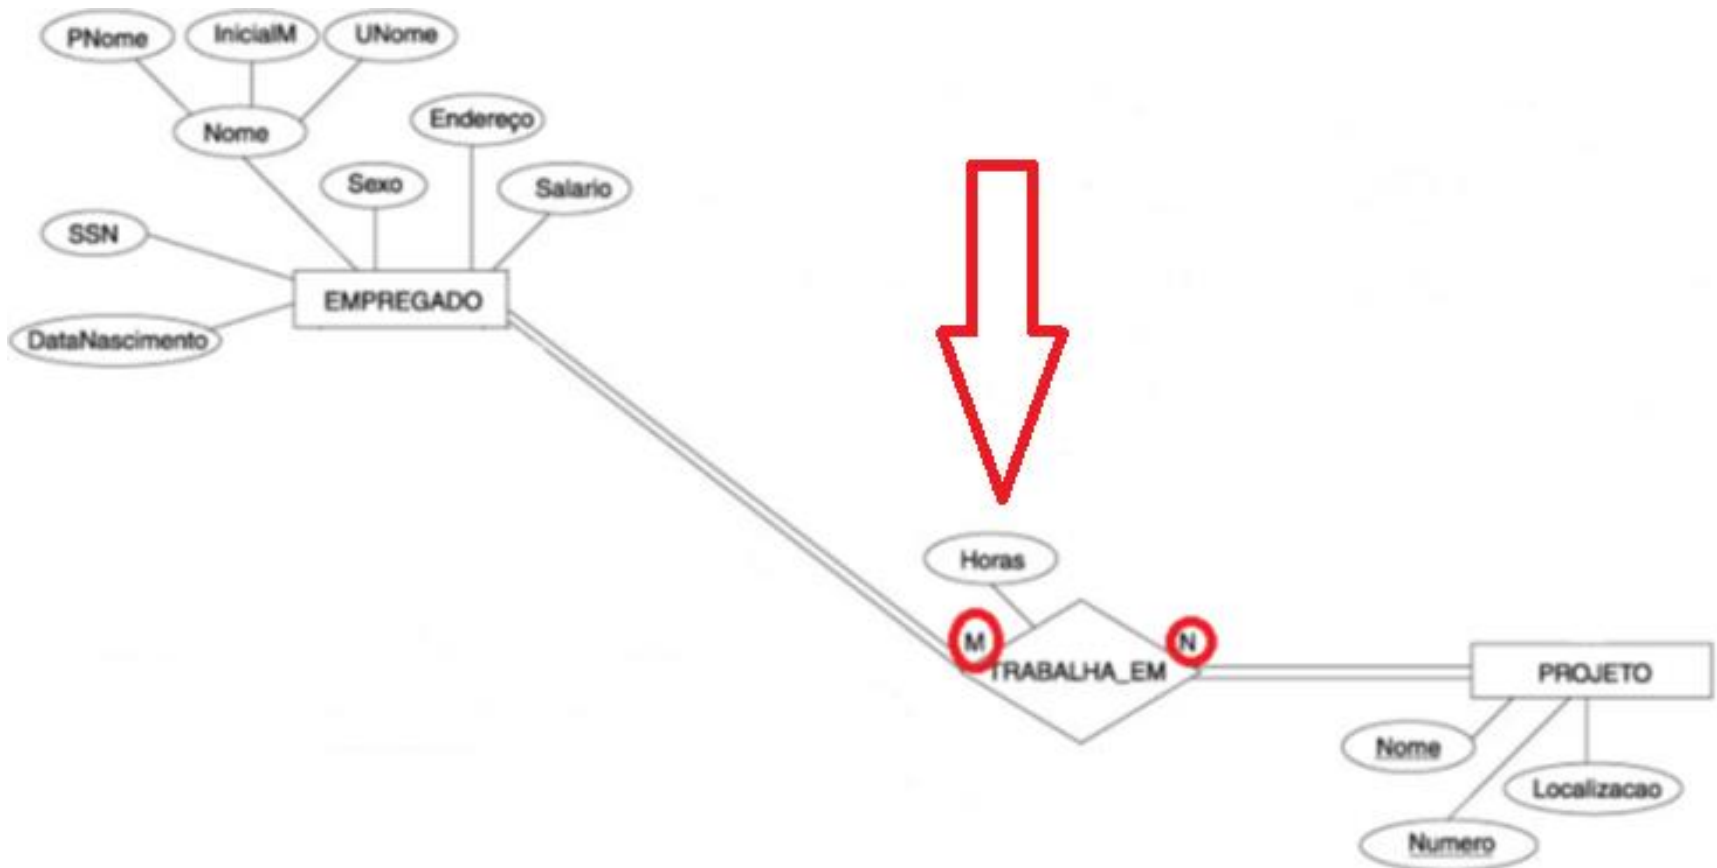 PNome
InicialM
UNome
Nome
Endereço
Sexo
Salario
SSN
EMPREGADO
DataNascimento
Horas
M
N
TRABALHA_EM
PROJETO
Nome
Localizacao
Numero